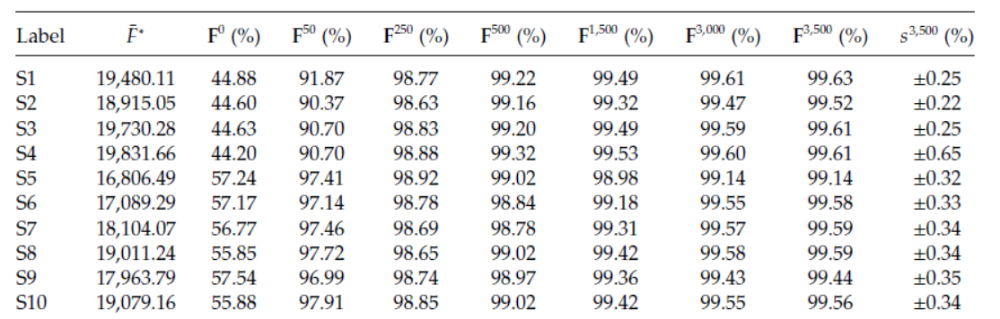 Label F̄* F⁰ (%) F⁵⁰ (%) F²⁵⁰ (%) F⁵⁰⁰ (%) F¹,⁵⁰⁰ (%) F³,⁰⁰⁰ (%) F³,⁵⁰⁰ (%) s³,⁵⁰⁰ (%)
S1 19,480.11 44.88 91.87 98.77 99.22 99.49 99.61 99.63 ±0.25
S2 18,915.05 44.60 90.37 98.63 99.16 99.32 99.47 99.52 ±0.22
S3 19,730.28 44.63 90.70 98.83 99.20 99.49 99.59 99.61 ±0.25
S4 19,831.66 44.20 90.70 98.88 99.32 99.53 99.60 99.61 ±0.65
S5 16,806.49 57.24 97.41 98.92 99.02 98.98 99.14 99.14 ±0.32
S6 17,089.29 57.17 97.14 98.78 98.84 99.18 99.55 99.58 ±0.33
S7 18,104.07 56.77 97.46 98.69 98.78 99.31 99.57 99.59 ±0.34
S8 19,011.24 55.85 97.72 98.65 99.02 99.42 99.58 99.59 ±0.34
S9 17,963.79 57.54 96.99 98.74 98.97 99.36 99.43 99.44 ±0.35
S10 19,079.16 55.88 97.91 98.85 99.02 99.42 99.55 99.56 ±0.34